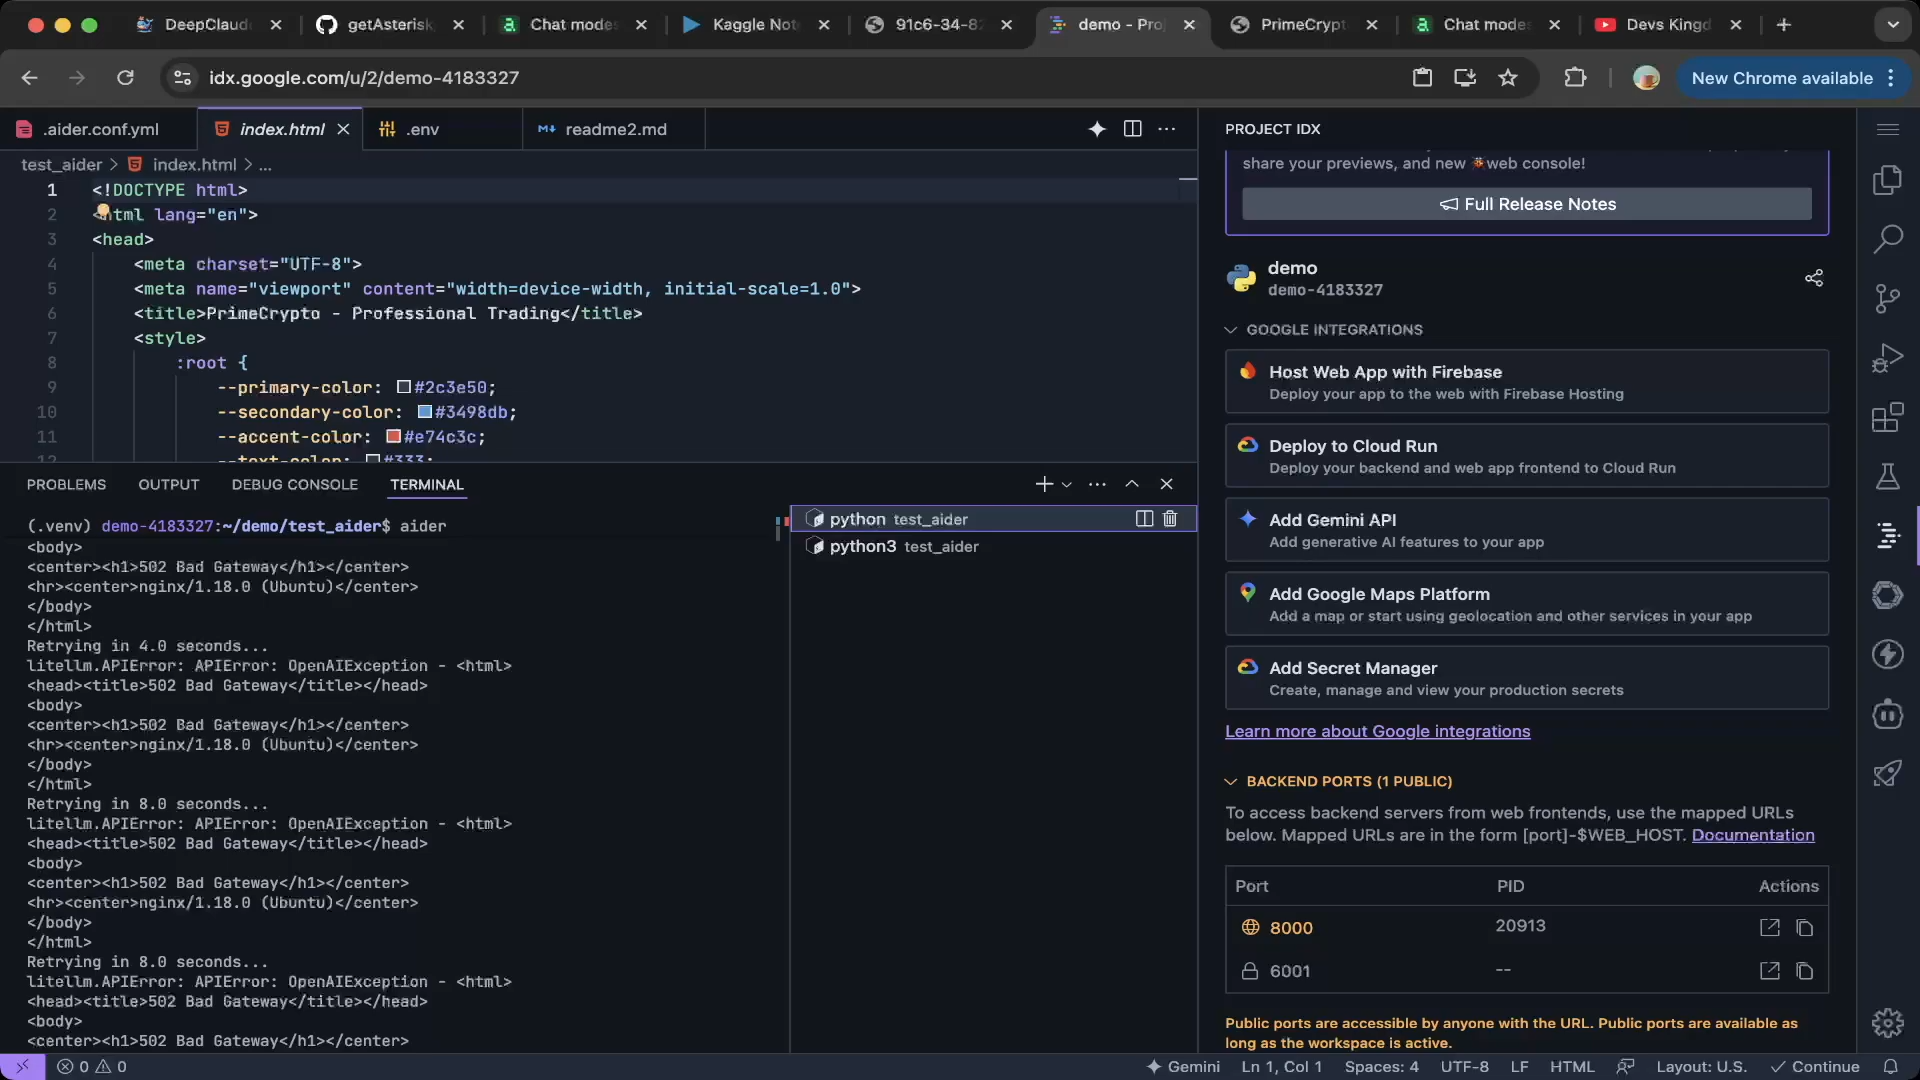 DeepClaud
getAsterisk
Chat modes
Kaggle Not
91c6-34-82
demo - Proj
PrimeCrypt
Chat modes
Devs Kingd
idx.google.com/u/2/demo-4183327
New Chrome available
.aider.conf.yml
index.html
.env
readme2.md
test_aider > index.html > ...
1 <!DOCTYPE html>
2 <html lang="en">
3 <head>
4 <meta charset="UTF-8">
5 <meta name="viewport" content="width=device-width, initial-scale=1.0">
6 <title>PrimeCrypto - Professional Trading</title>
7 <style>
8 :root {
9 --primary-color: #2c3e50;
10 --secondary-color: #3498db;
11 --accent-color: #e74c3c;
12 --text-color: #333;
PROBLEMS OUTPUT DEBUG CONSOLE TERMINAL
(.venv) demo-4183327:~/demo/test_aider$ aider
<body>
<center><h1>502 Bad Gateway</h1></center>
<hr><center>nginx/1.18.0 (Ubuntu)</center>
</body>
</html>
Retrying in 4.0 seconds...
litellm.APIError: APIError: OpenAIException - <html>
<head><title>502 Bad Gateway</title></head>
<body>
<center><h1>502 Bad Gateway</h1></center>
<hr><center>nginx/1.18.0 (Ubuntu)</center>
</body>
</html>
Retrying in 8.0 seconds...
litellm.APIError: APIError: OpenAIException - <html>
<head><title>502 Bad Gateway</title></head>
<body>
<center><h1>502 Bad Gateway</h1></center>
<hr><center>nginx/1.18.0 (Ubuntu)</center>
</body>
</html>
Retrying in 8.0 seconds...
litellm.APIError: APIError: OpenAIException - <html>
<head><title>502 Bad Gateway</title></head>
<body>
<center><h1>502 Bad Gateway</h1></center>
python test_aider
python3 test_aider
PROJECT IDX
share your previews, and new web console!
Full Release Notes
demo
demo-4183327
GOOGLE INTEGRATIONS
Host Web App with Firebase
Deploy your app to the web with Firebase Hosting
Deploy to Cloud Run
Deploy your backend and web app frontend to Cloud Run
Add Gemini API
Add generative AI features to your app
Add Google Maps Platform
Add a map or start using geolocation and other services in your app
Add Secret Manager
Create, manage and view your production secrets
Learn more about Google integrations
BACKEND PORTS (1 PUBLIC)
To access backend servers from web frontends, use the mapped URLs
below. Mapped URLs are in the form [port]-$WEB_HOST. Documentation
Port PID Actions
8000 20913
6001 --
Public ports are accessible by anyone with the URL. Public ports are available as
long as the workspace is active.
0 0
Gemini Ln 1, Col 1 Spaces: 4 UTF-8 LF HTML Layout: U.S. Continue